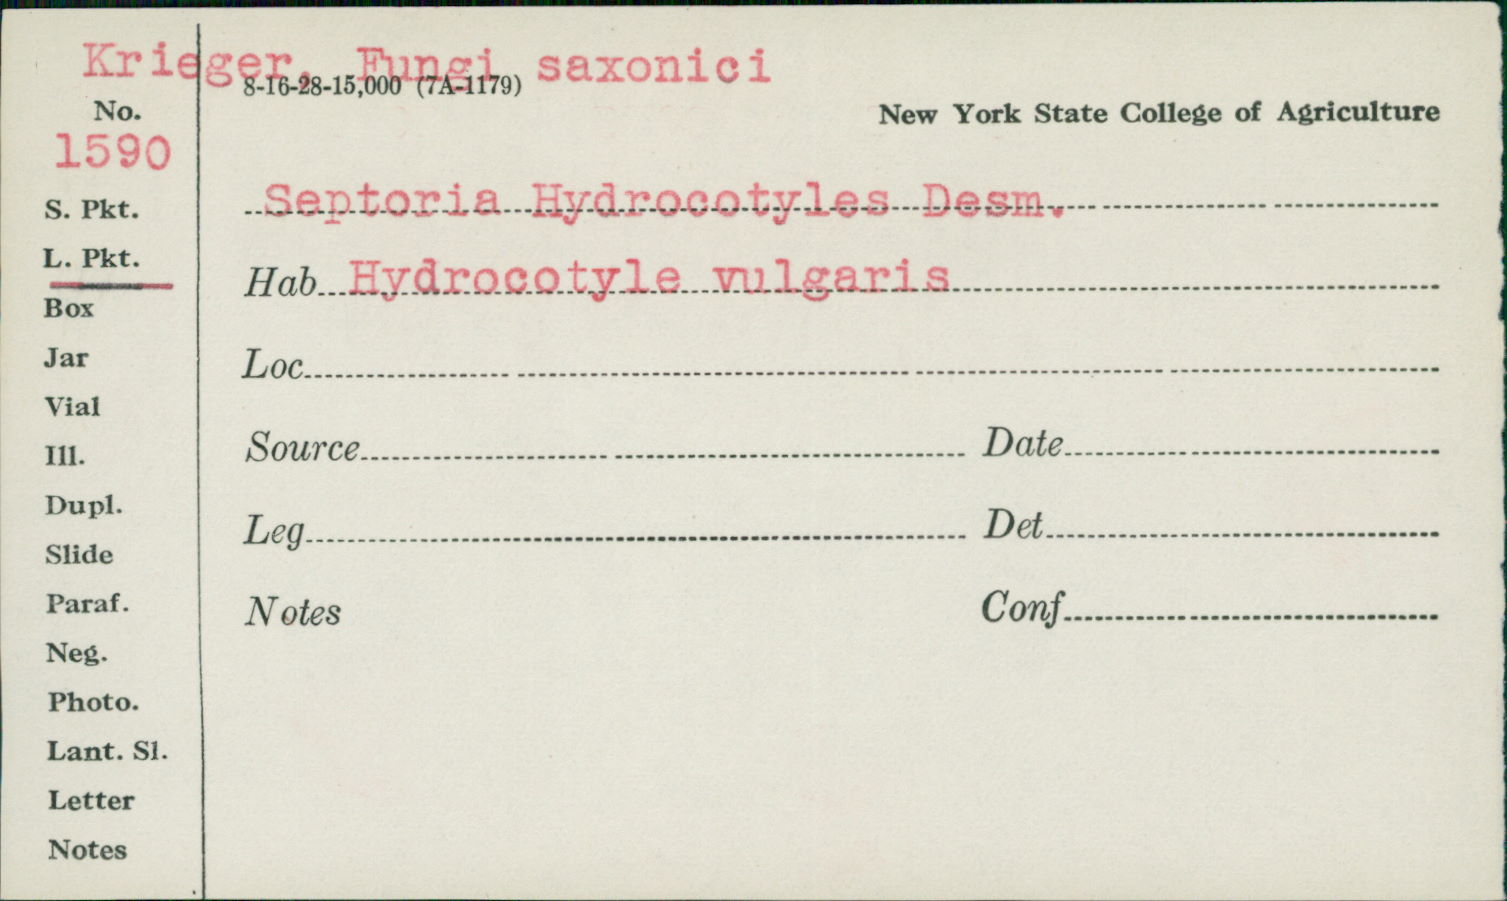 Krieger, Fungi saxonici
8-16-28-15,000 (7A-1179)
No.
1590
New York State College of Agriculture
S. Pkt.
L. Pkt.
Box
Jar
Vial
Ill.
Dupl.
Slide
Paraf.
Neg.
Photo.
Lant. Sl.
Letter
Notes
Septoria Hydrocotyles Desm.
Hab. Hydrocotyle vulgaris
Loc.
Source
Date
Leg.
Det.
Notes
Conf.